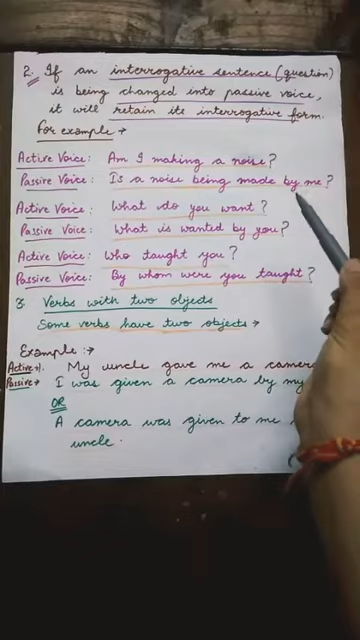 2. If an interrogative sentence (question)
is being changed into passive voice,
it will retain its interrogative form.
For example →
Active Voice: Am I making a noise?
Passive Voice: Is a noise being made by me?
Active Voice: What do you want?
Passive Voice: What is wanted by you?
Active Voice: Who taught you?
Passive Voice: By whom were you taught?
3. Verbs with two objects
Some verbs have two objects →
Example :→
Active → My uncle gave me a camera
Passive → I was given a camera by my
OR
A camera was given to me
uncle.